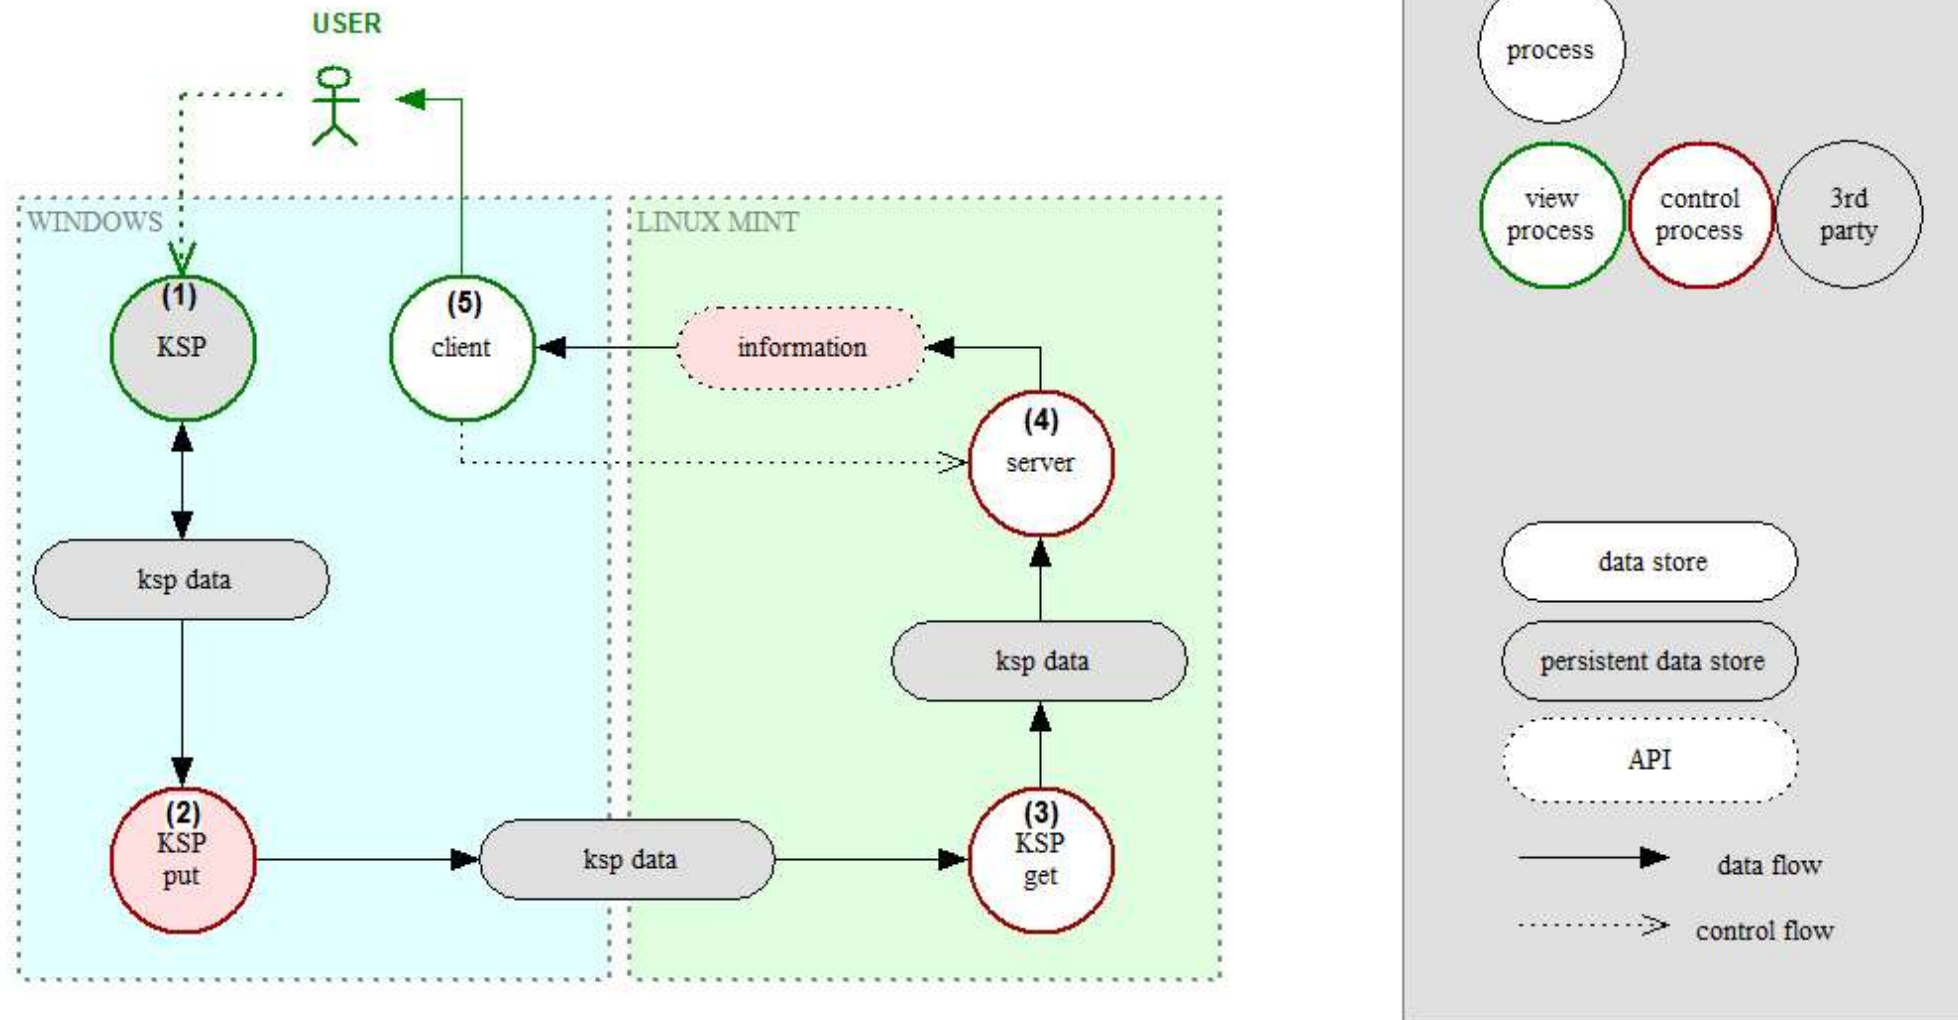 USER
WINDOWS
LINUX MINT
(1)
KSP
(5)
client
information
(4)
server
ksp data
ksp data
(2)
KSP
put
ksp data
(3)
KSP
get
process
view
process
control
process
3rd
party
data store
persistent data store
API
data flow
control flow